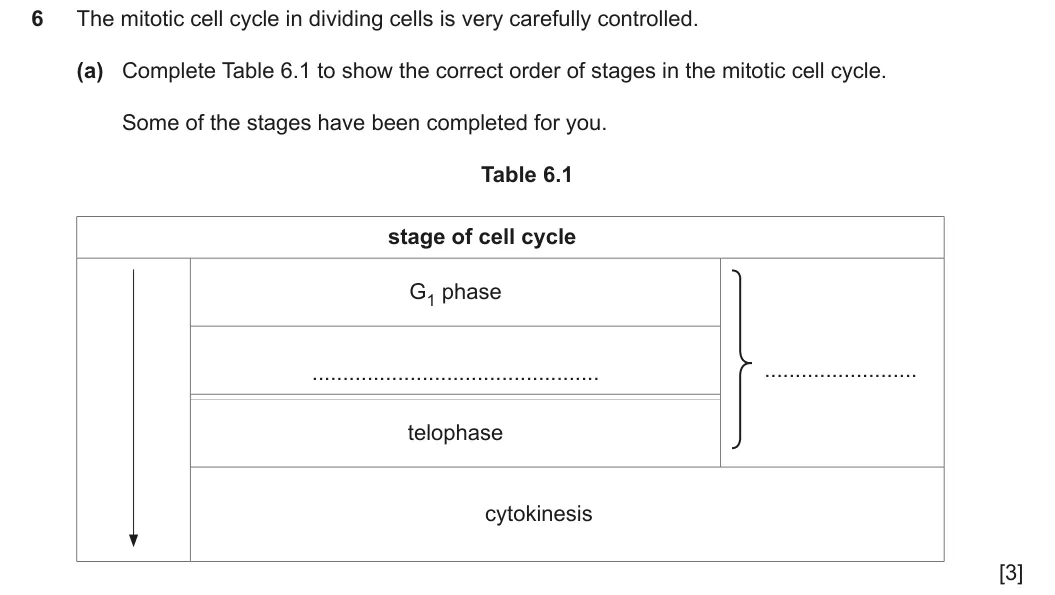 6 The mitotic cell cycle in dividing cells is very carefully controlled.
(a) Complete Table 6.1 to show the correct order of stages in the mitotic cell cycle.
Some of the stages have been completed for you.
Table 6.1
stage of cell cycle
G1 phase
...............................................
.........................
telophase
cytokinesis
[3]